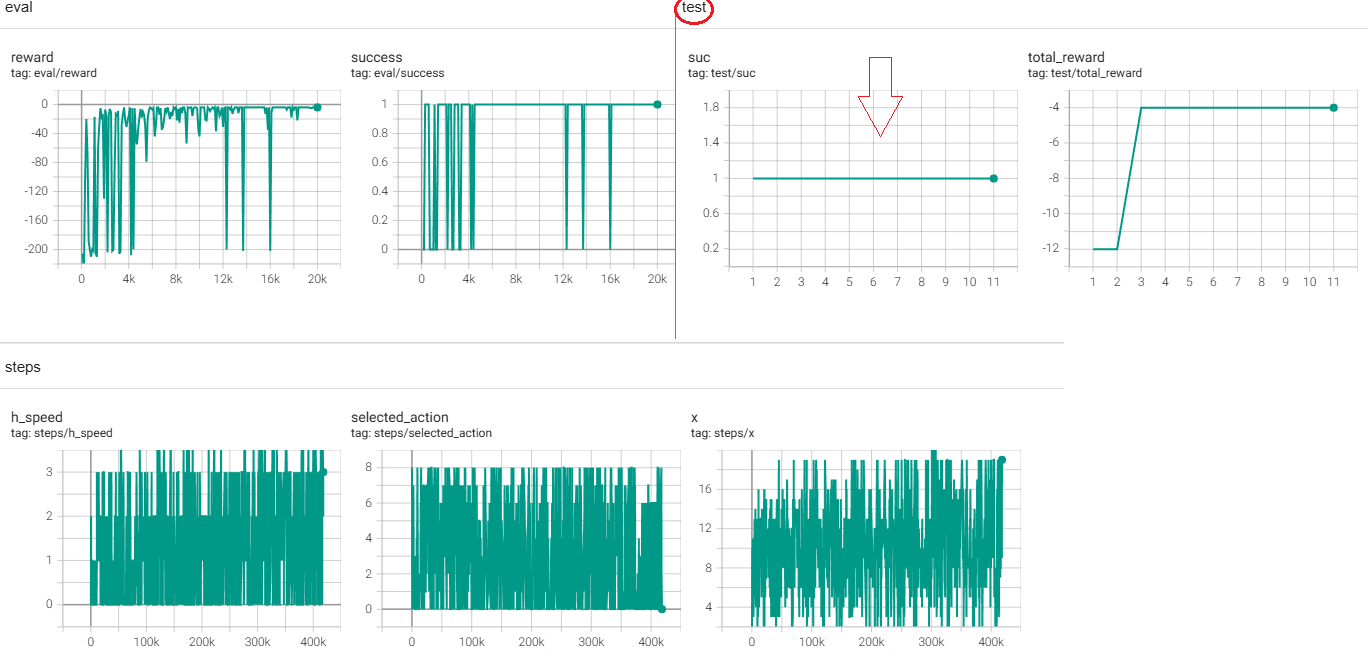 eval
test
reward
tag: eval/reward
success
tag: eval/success
suc
tag: test/suc
total_reward
tag: test/total_reward
0
-40
-80
-120
-160
-200
0 4k 8k 12k 16k 20k
1
0.8
0.6
0.4
0.2
0
0 4k 8k 12k 16k 20k
1.8
1.4
1
0.6
0.2
1 2 3 4 5 6 7 8 9 10 11
-4
-6
-8
-10
-12
1 2 3 4 5 6 7 8 9 10 11
steps
h_speed
tag: steps/h_speed
selected_action
tag: steps/selected_action
x
tag: steps/x
3
2
1
0
0 100k 200k 300k 400k
8
6
4
2
0
0 100k 200k 300k 400k
16
12
8
4
0 100k 200k 300k 400k